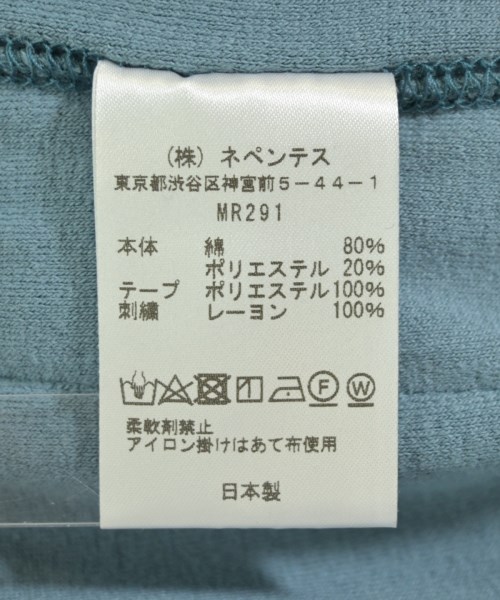 (株) ネペンテス
東京都渋谷区神宮前5-44-1
MR291
本体 綿 80%
ポリエステル 20%
テープ ポリエステル 100%
刺繍 レーヨン 100%
F W
柔軟剤禁止
アイロン掛けはあて布使用
日本製